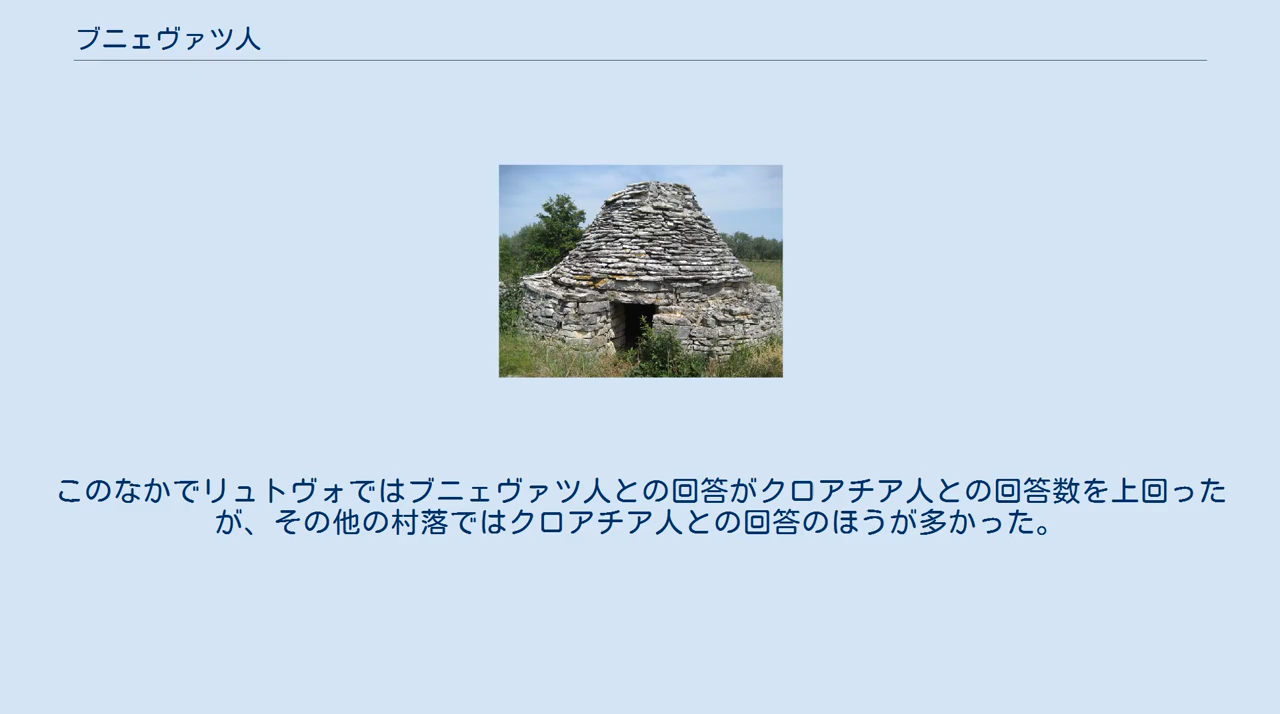 ブニェヴァツ人
このなかでリュトヴォではブニェヴァツ人との回答がクロアチア人との回答数を上回った
が、その他の村落ではクロアチア人との回答のほうが多かった。